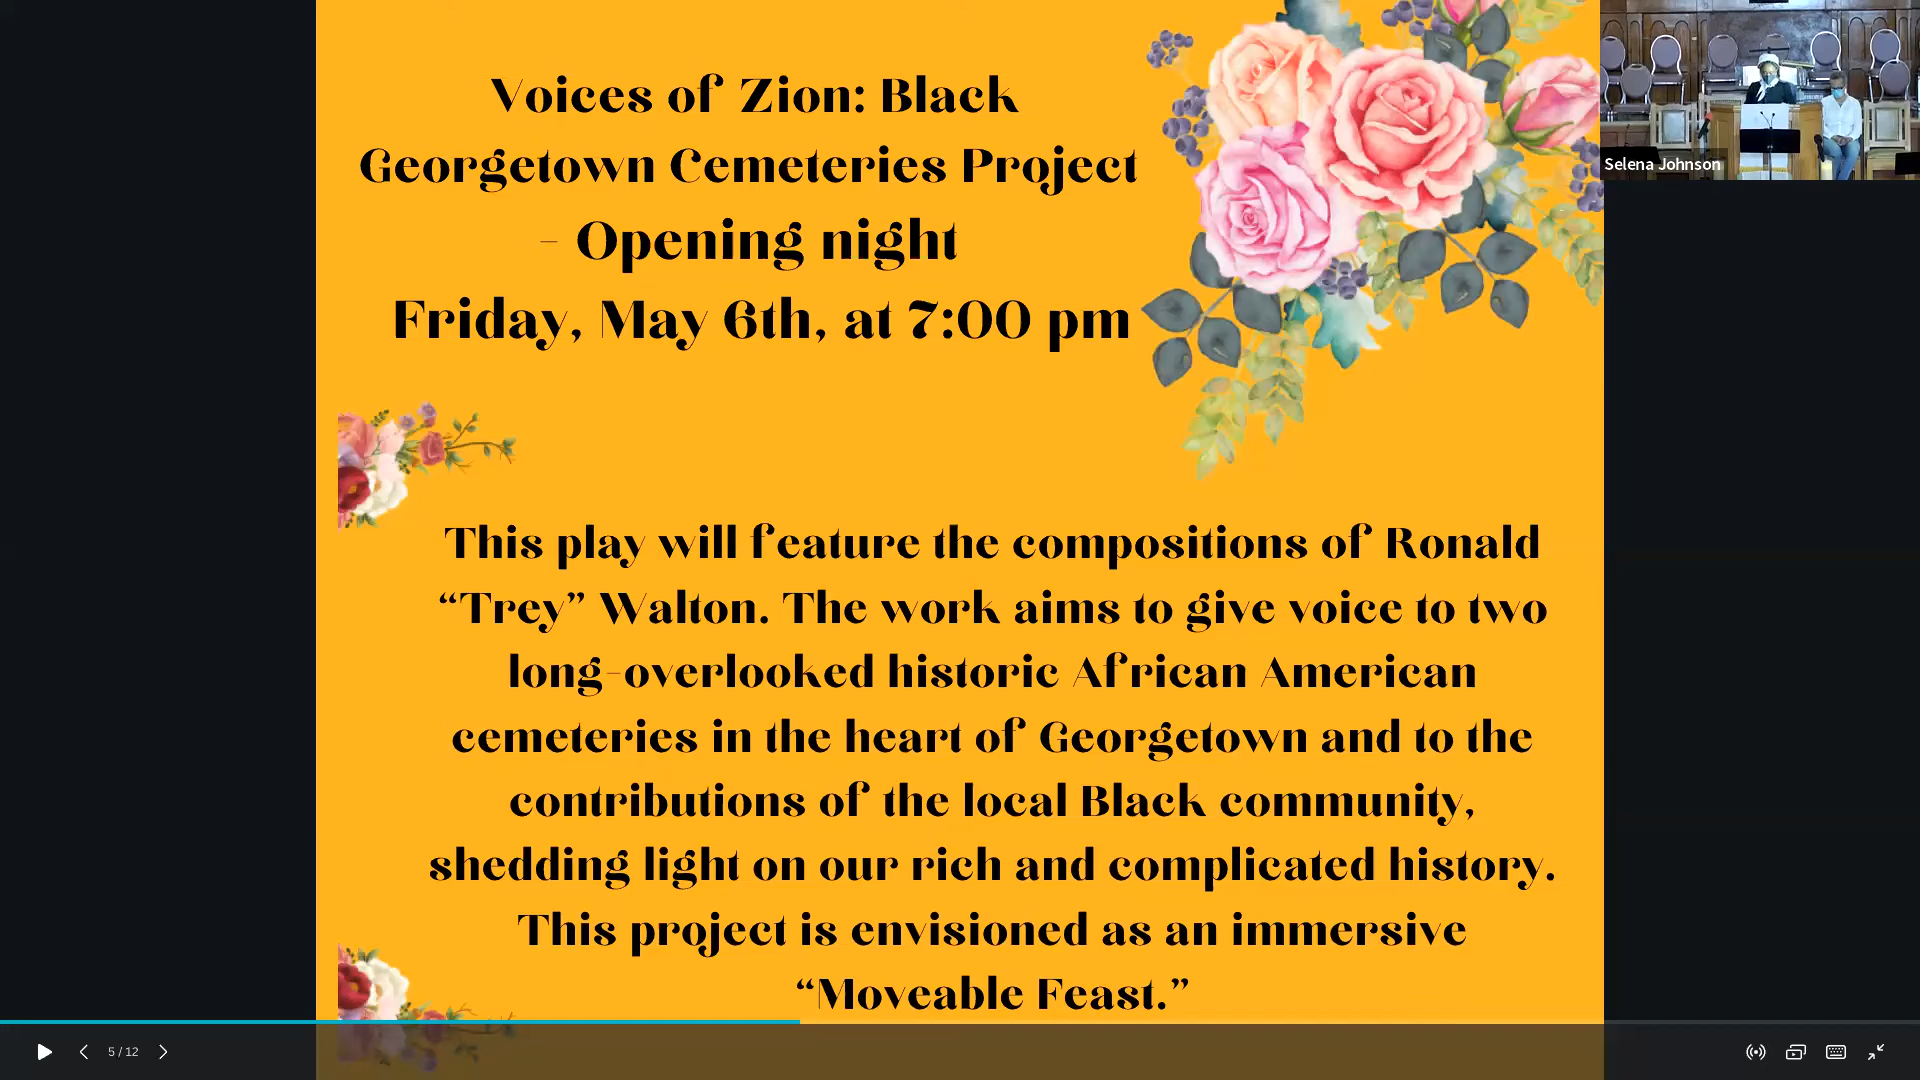 Voices of Zion: Black
Georgetown Cemeteries Project
- Opening night
Friday, May 6th, at 7:00 pm
This play will feature the compositions of Ronald
“Trey” Walton. The work aims to give voice to two
long-overlooked historic African American
cemeteries in the heart of Georgetown and to the
contributions of the local Black community,
shedding light on our rich and complicated history.
This project is envisioned as an immersive
“Moveable Feast.”
Selena Johnson
5 / 12